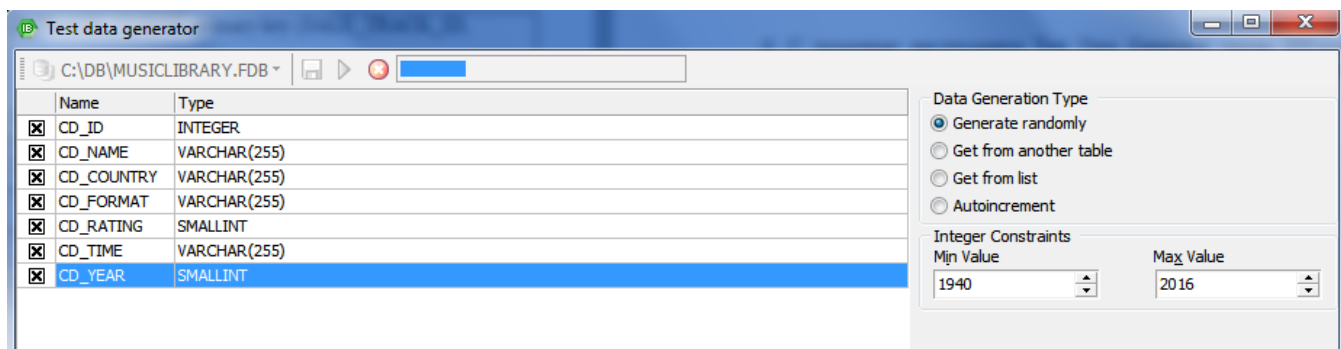 IB Test data generator
C:\DB\MUSICLIBRARY.FDB
Name Type
CD_ID INTEGER
CD_NAME VARCHAR(255)
CD_COUNTRY VARCHAR(255)
CD_FORMAT VARCHAR(255)
CD_RATING SMALLINT
CD_TIME VARCHAR(255)
CD_YEAR SMALLINT
Data Generation Type
Generate randomly
Get from another table
Get from list
Autoincrement
Integer Constraints
Min Value Max Value
1940 2016